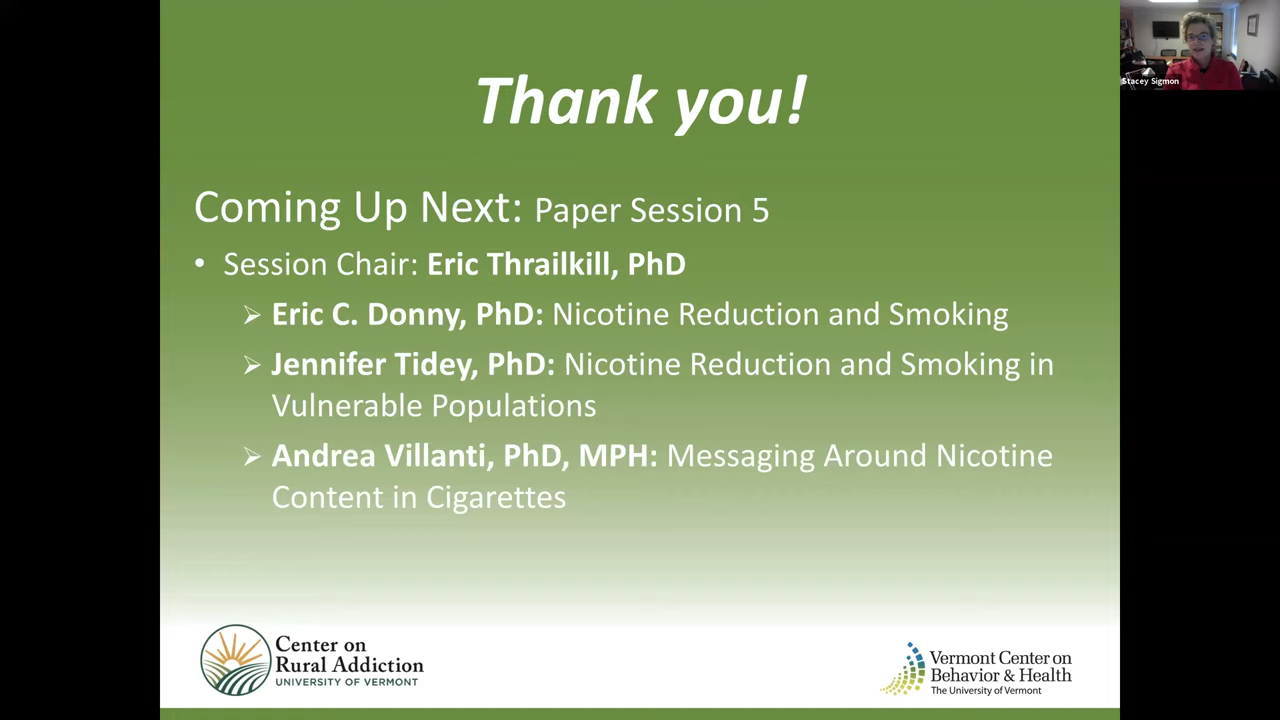 Thank you!
Stacey Sigmon
Coming Up Next: Paper Session 5
• Session Chair: Eric Thrailkill, PhD
➢ Eric C. Donny, PhD: Nicotine Reduction and Smoking
➢ Jennifer Tidey, PhD: Nicotine Reduction and Smoking in
Vulnerable Populations
➢ Andrea Villanti, PhD, MPH: Messaging Around Nicotine
Content in Cigarettes
Center on
Rural Addiction
UNIVERSITY OF VERMONT
Vermont Center on
Behavior & Health
The University of Vermont